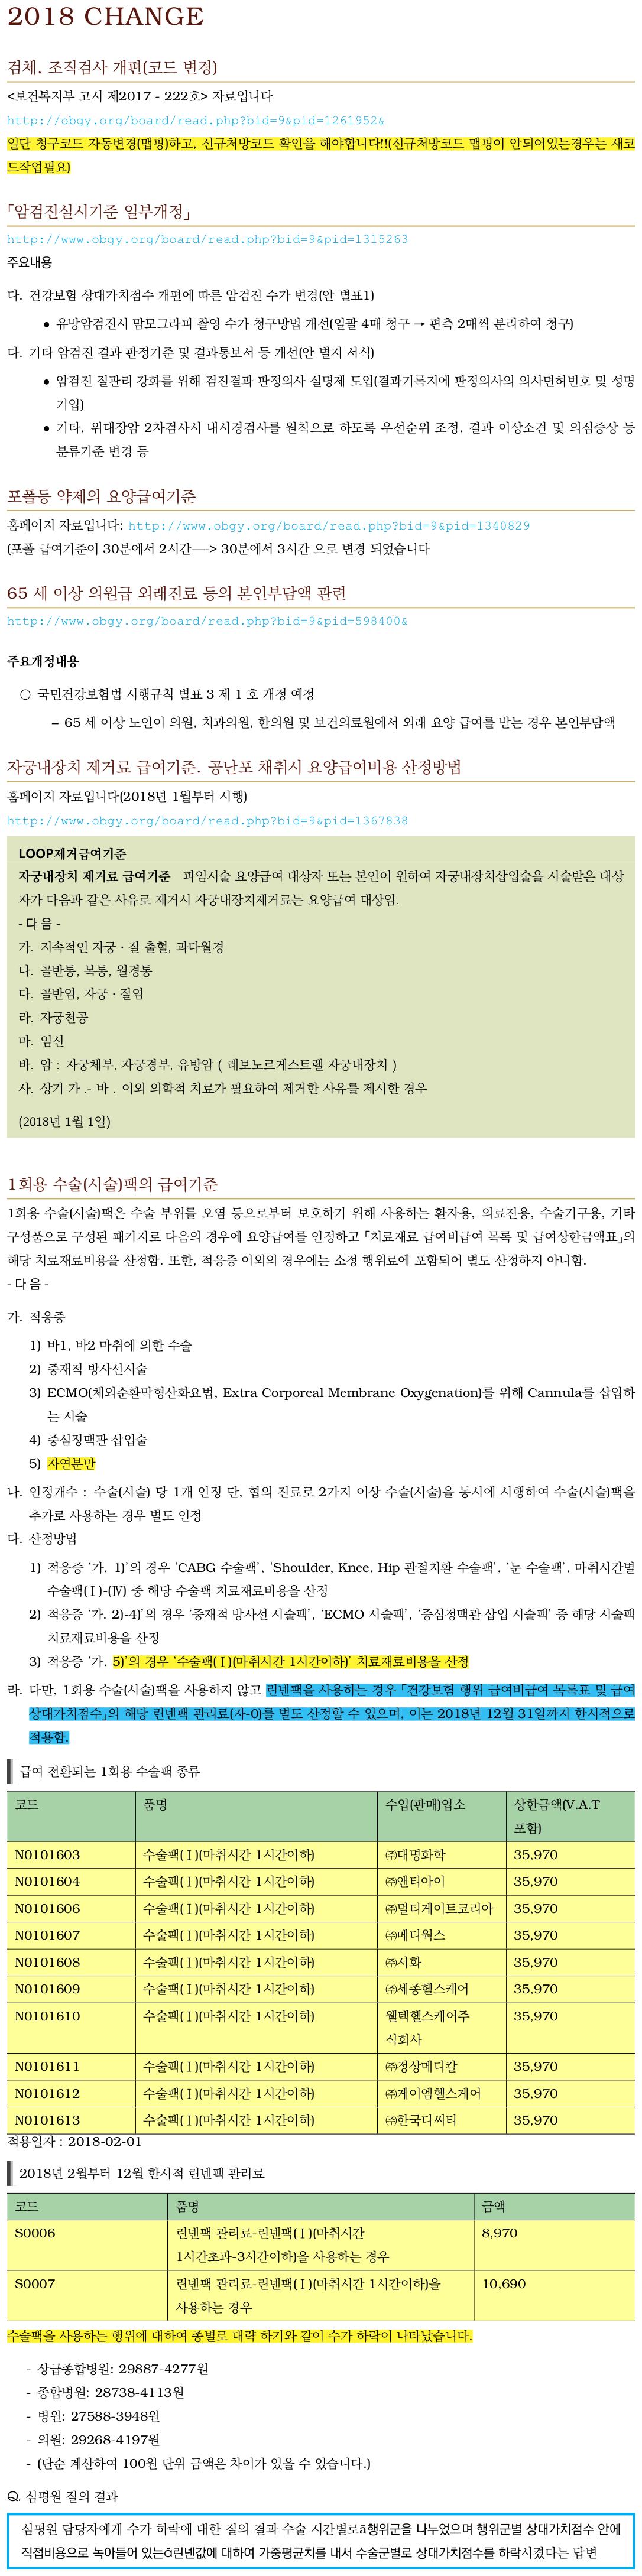 2018 CHANGE
검체, 조직검사 개편(코드 변경)
<보건복지부 고시 제2017 - 222호> 자료입니다
http://obgy.org/board/read.php?bid=9&pid=1261952&
일단 청구코드 자동변경(맵핑)하고, 신규처방코드 확인을 해야합니다!!(신규처방코드 맵핑이 안되어있는경우는 새코
드작업필요)
「암검진실시기준 일부개정」
http://www.obgy.org/board/read.php?bid=9&pid=1315263
주요내용
다. 건강보험 상대가치점수 개편에 따른 암검진 수가 변경(안 별표1)
● 유방암검진시 맘모그라피 촬영 수가 청구방법 개선(일괄 4매 청구 → 편측 2매씩 분리하여 청구)
다. 기타 암검진 결과 판정기준 및 결과통보서 등 개선(안 별지 서식)
● 암검진 질관리 강화를 위해 검진결과 판정의사 실명제 도입(결과기록지에 판정의사의 의사면허번호 및 성명
기입)
● 기타, 위대장암 2차검사시 내시경검사를 원칙으로 하도록 우선순위 조정, 결과 이상소견 및 의심증상 등
분류기준 변경 등
포폴등 약제의 요양급여기준
홈페이지 자료입니다: http://www.obgy.org/board/read.php?bid=9&pid=1340829
(포폴 급여기준이 30분에서 2시간—-> 30분에서 3시간 으로 변경 되었습니다
65 세 이상 의원급 외래진료 등의 본인부담액 관련
http://www.obgy.org/board/read.php?bid=9&pid=598400&
주요개정내용
○ 국민건강보험법 시행규칙 별표 3 제 1 호 개정 예정
– 65 세 이상 노인이 의원, 치과의원, 한의원 및 보건의료원에서 외래 요양 급여를 받는 경우 본인부담액
자궁내장치 제거료 급여기준. 공난포 채취시 요양급여비용 산정방법
홈페이지 자료입니다(2018년 1월부터 시행)
http://www.obgy.org/board/read.php?bid=9&pid=1367838
LOOP제거급여기준
자궁내장치 제거료 급여기준 피임시술 요양급여 대상자 또는 본인이 원하여 자궁내장치삽입술을 시술받은 대상
자가 다음과 같은 사유로 제거시 자궁내장치제거료는 요양급여 대상임.
- 다 음 -
가. 지속적인 자궁 · 질 출혈, 과다월경
나. 골반통, 복통, 월경통
다. 골반염, 자궁 · 질염
라. 자궁천공
마. 임신
바. 암 : 자궁체부, 자궁경부, 유방암 ( 레보노르게스트렐 자궁내장치 )
사. 상기 가 .- 바 . 이외 의학적 치료가 필요하여 제거한 사유를 제시한 경우
(2018년 1월 1일)
1회용 수술(시술)팩의 급여기준
1회용 수술(시술)팩은 수술 부위를 오염 등으로부터 보호하기 위해 사용하는 환자용, 의료진용, 수술기구용, 기타
구성품으로 구성된 패키지로 다음의 경우에 요양급여를 인정하고 「치료재료 급여비급여 목록 및 급여상한금액표」의
해당 치료재료비용을 산정함. 또한, 적응증 이외의 경우에는 소정 행위료에 포함되어 별도 산정하지 아니함.
- 다 음 -
가. 적응증
1) 바1, 바2 마취에 의한 수술
2) 중재적 방사선시술
3) ECMO(체외순환막형산화요법, Extra Corporeal Membrane Oxygenation)를 위해 Cannula를 삽입하
는 시술
4) 중심정맥관 삽입술
5) 자연분만
나. 인정개수 : 수술(시술) 당 1개 인정 단, 협의 진료로 2가지 이상 수술(시술)을 동시에 시행하여 수술(시술)팩을
추가로 사용하는 경우 별도 인정
다. 산정방법
1) 적응증 ‘가. 1)’의 경우 ‘CABG 수술팩’, ‘Shoulder, Knee, Hip 관절치환 수술팩’, ‘눈 수술팩’, 마취시간별
수술팩(Ⅰ)-(Ⅳ) 중 해당 수술팩 치료재료비용을 산정
2) 적응증 ‘가. 2)-4)’의 경우 ‘중재적 방사선 시술팩’, ‘ECMO 시술팩’, ‘중심정맥관 삽입 시술팩’ 중 해당 시술팩
치료재료비용을 산정
3) 적응증 ‘가. 5)’의 경우 ‘수술팩(Ⅰ)(마취시간 1시간이하)’ 치료재료비용을 산정
라. 다만, 1회용 수술(시술)팩을 사용하지 않고 린넨팩을 사용하는 경우 「건강보험 행위 급여비급여 목록표 및 급여
상대가치점수」의 해당 린넨팩 관리료(자-0)를 별도 산정할 수 있으며, 이는 2018년 12월 31일까지 한시적으로
적용함.
급여 전환되는 1회용 수술팩 종류
코드 품명 수입(판매)업소 상한금액(V.A.T
포함)
N0101603 수술팩(Ⅰ)(마취시간 1시간이하) ㈜대명화학 35,970
N0101604 수술팩(Ⅰ)(마취시간 1시간이하) ㈜앤티아이 35,970
N0101606 수술팩(Ⅰ)(마취시간 1시간이하) ㈜멀티게이트코리아 35,970
N0101607 수술팩(Ⅰ)(마취시간 1시간이하) ㈜메디웍스 35,970
N0101608 수술팩(Ⅰ)(마취시간 1시간이하) ㈜서화 35,970
N0101609 수술팩(Ⅰ)(마취시간 1시간이하) ㈜세종헬스케어 35,970
N0101610 수술팩(Ⅰ)(마취시간 1시간이하) 웰텍헬스케어주 35,970
식회사
N0101611 수술팩(Ⅰ)(마취시간 1시간이하) ㈜정상메디칼 35,970
N0101612 수술팩(Ⅰ)(마취시간 1시간이하) ㈜케이엠헬스케어 35,970
N0101613 수술팩(Ⅰ)(마취시간 1시간이하) ㈜한국디씨티 35,970
적용일자 : 2018-02-01
2018년 2월부터 12월 한시적 린넨팩 관리료
코드 품명 금액
S0006 린넨팩 관리료-린넨팩(Ⅰ)(마취시간 8,970
1시간초과-3시간이하)을 사용하는 경우
S0007 린넨팩 관리료-린넨팩(Ⅰ)(마취시간 1시간이하)을 10,690
사용하는 경우
수술팩을 사용하는 행위에 대하여 종별로 대략 하기와 같이 수가 하락이 나타났습니다.
- 상급종합병원: 29887-4277원
- 종합병원: 28738-4113원
- 병원: 27588-3948원
- 의원: 29268-4197원
- (단순 계산하여 100원 단위 금액은 차이가 있을 수 있습니다.)
Q. 심평원 질의 결과
심평원 담당자에게 수가 하락에 대한 질의 결과 수술 시간별로ā행위군을 나누었으며 행위군별 상대가치점수 안에
직접비용으로 녹아들어 있는ā린넨값에 대하여 가중평균치를 내서 수술군별로 상대가치점수를 하락시켰다는 답변